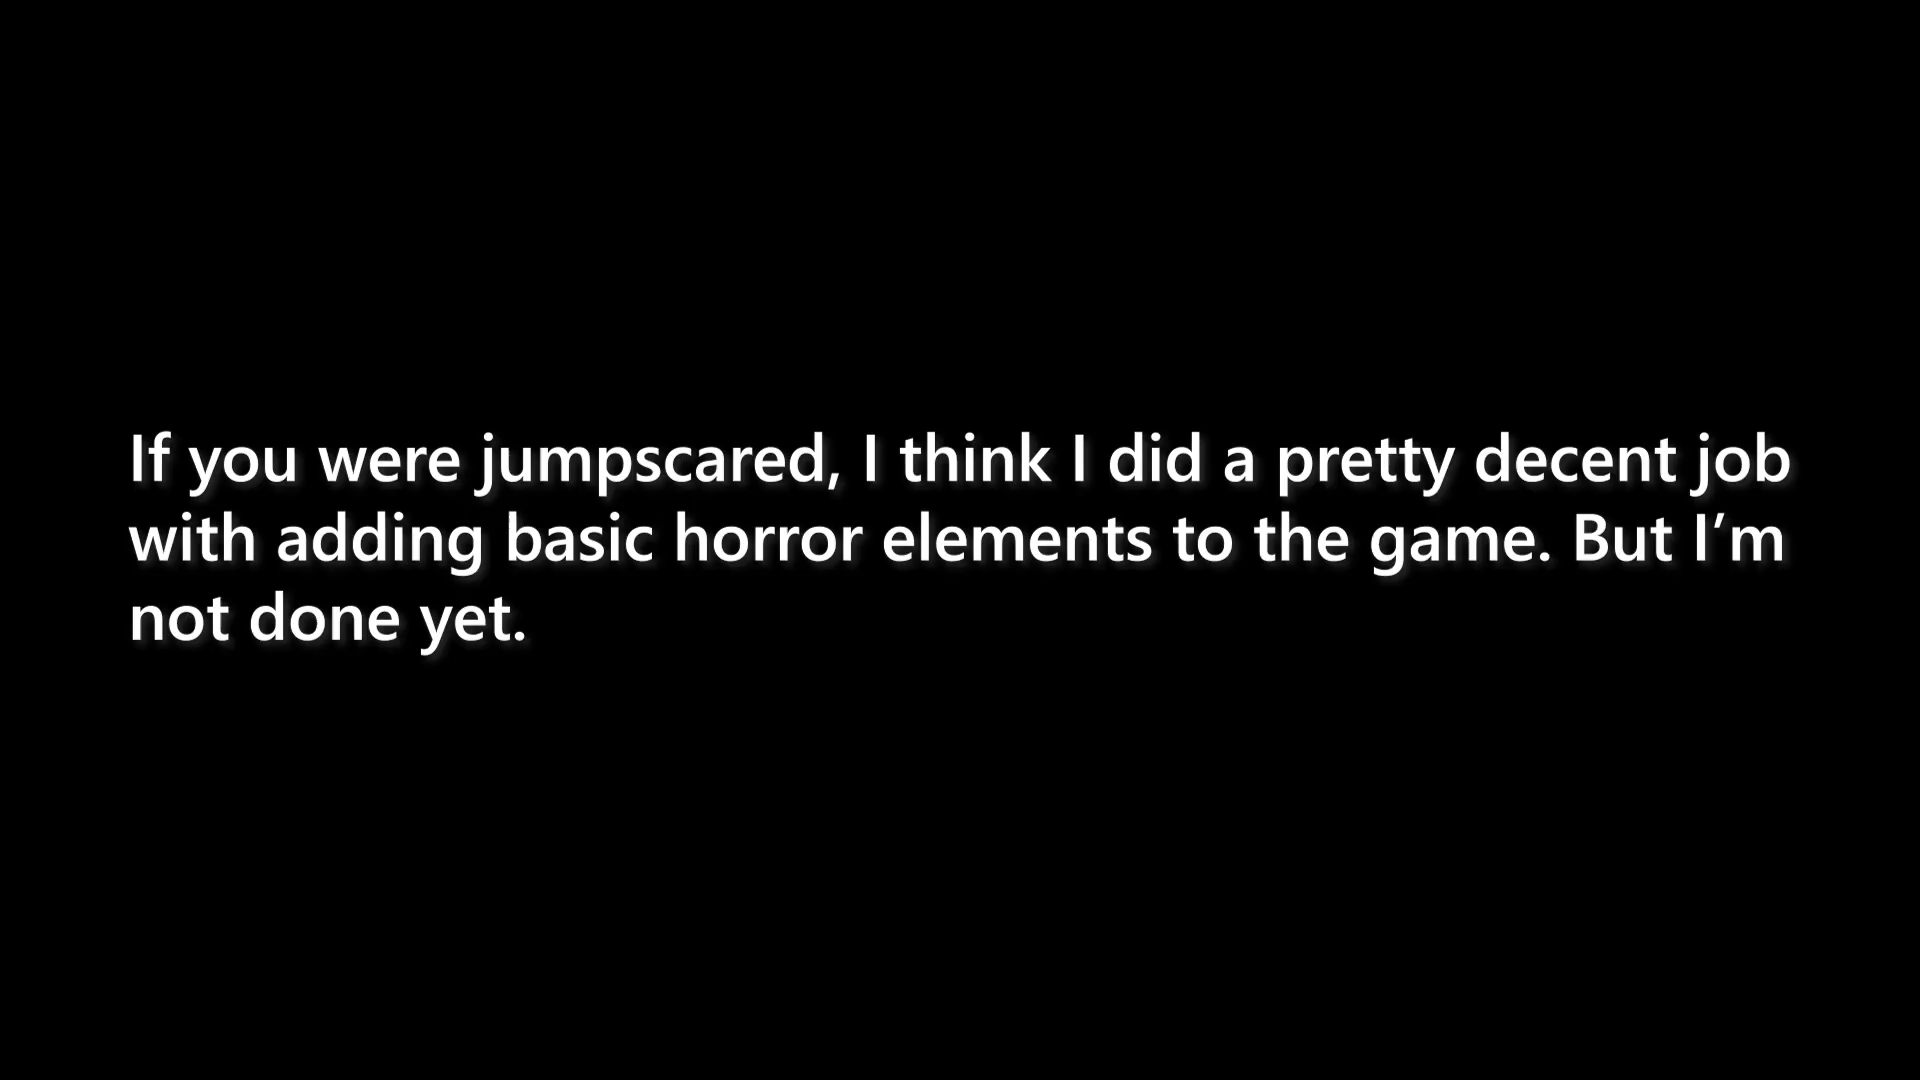 If you were jumpscared, I think I did a pretty decent job
with adding basic horror elements to the game. But I’m
not done yet.